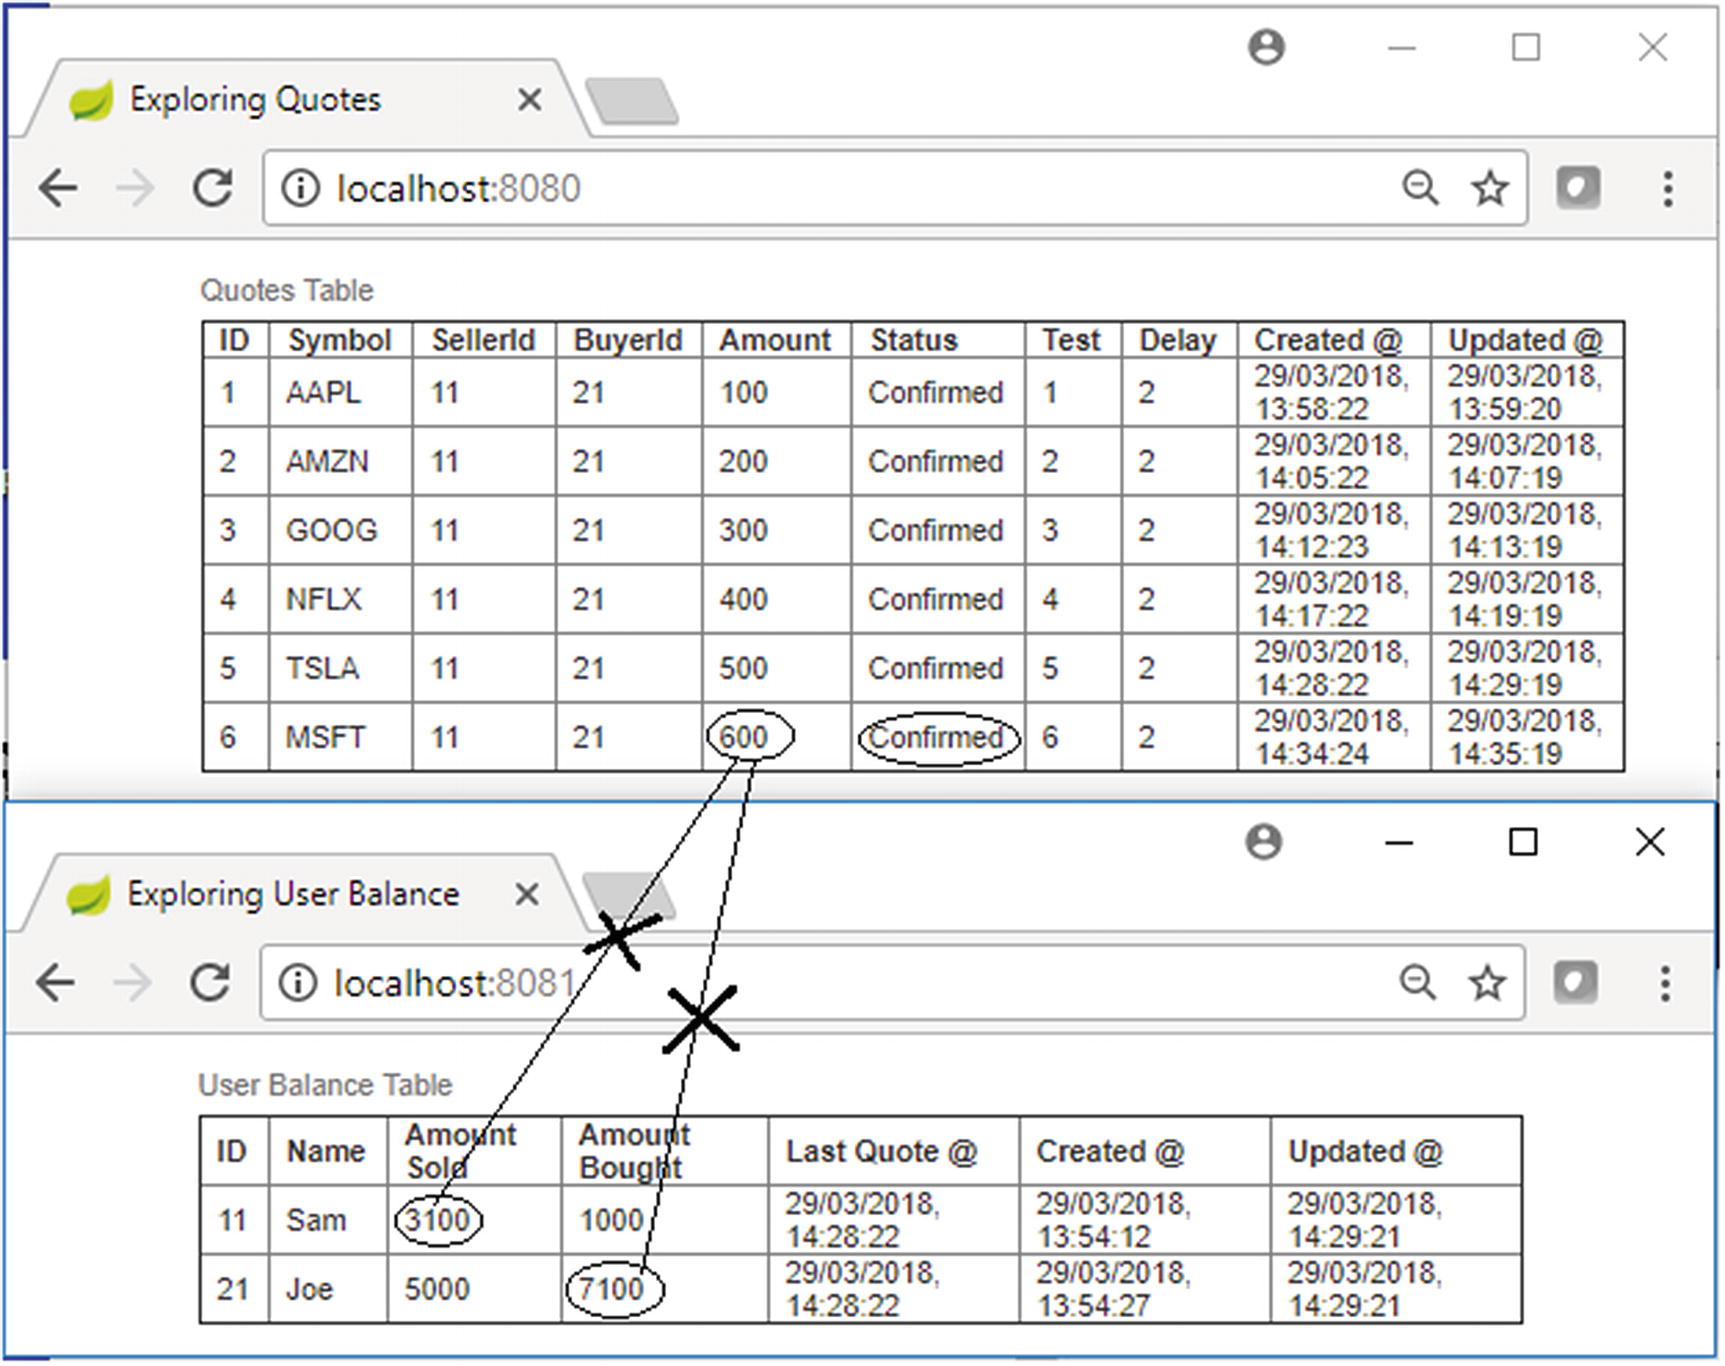 Exploring Quotes
localhost:8080
Quotes Table
ID Symbol SellerId BuyerId Amount Status Test Delay Created @ Updated @
1 AAPL 11 21 100 Confirmed 1 2 29/03/2018, 13:58:22 29/03/2018, 13:59:20
2 AMZN 11 21 200 Confirmed 2 2 29/03/2018, 14:05:22 29/03/2018, 14:07:19
3 GOOG 11 21 300 Confirmed 3 2 29/03/2018, 14:12:23 29/03/2018, 14:13:19
4 NFLX 11 21 400 Confirmed 4 2 29/03/2018, 14:17:22 29/03/2018, 14:19:19
5 TSLA 11 21 500 Confirmed 5 2 29/03/2018, 14:28:22 29/03/2018, 14:29:19
6 MSFT 11 21 600 Confirmed 6 2 29/03/2018, 14:34:24 29/03/2018, 14:35:19
Exploring User Balance
localhost:8081
User Balance Table
ID Name Amount Sold Amount Bought Last Quote @ Created @ Updated @
11 Sam 3100 1000 29/03/2018, 14:28:22 29/03/2018, 13:54:12 29/03/2018, 14:29:21
21 Joe 5000 7100 29/03/2018, 14:28:22 29/03/2018, 13:54:27 29/03/2018, 14:29:21